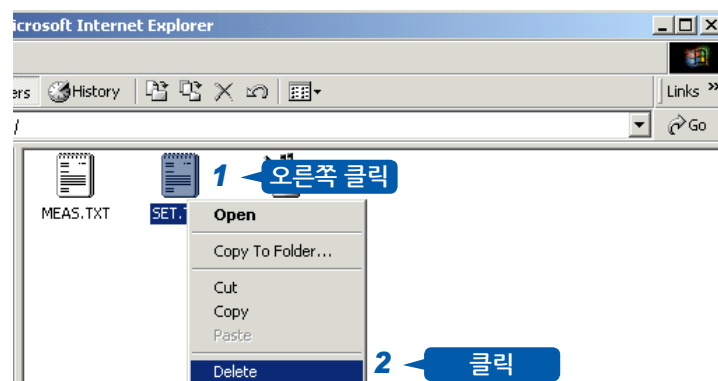 icrosoft Internet Explorer
ers History Links »
/ Go
1 오른쪽 클릭
MEAS.TXT SET.T
Open
Copy To Folder...
Cut
Copy
Paste
Delete
2 클릭